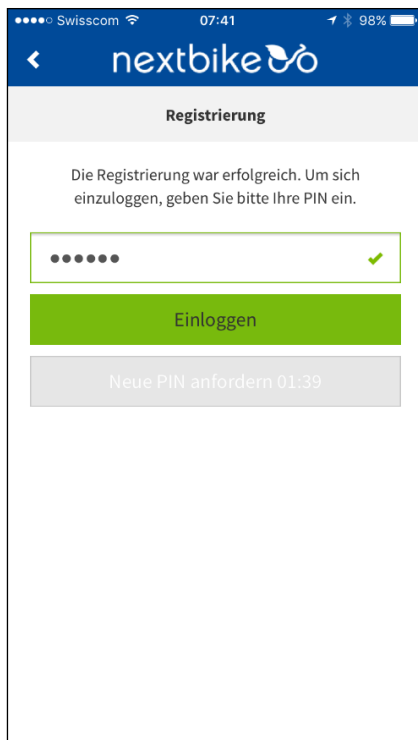 Swisscom 07:41 98%
nextbike
Registrierung
Die Registrierung war erfolgreich. Um sich
einzuloggen, geben Sie bitte Ihre PIN ein.
••••••
Einloggen
Neue PIN anfordern 01:39